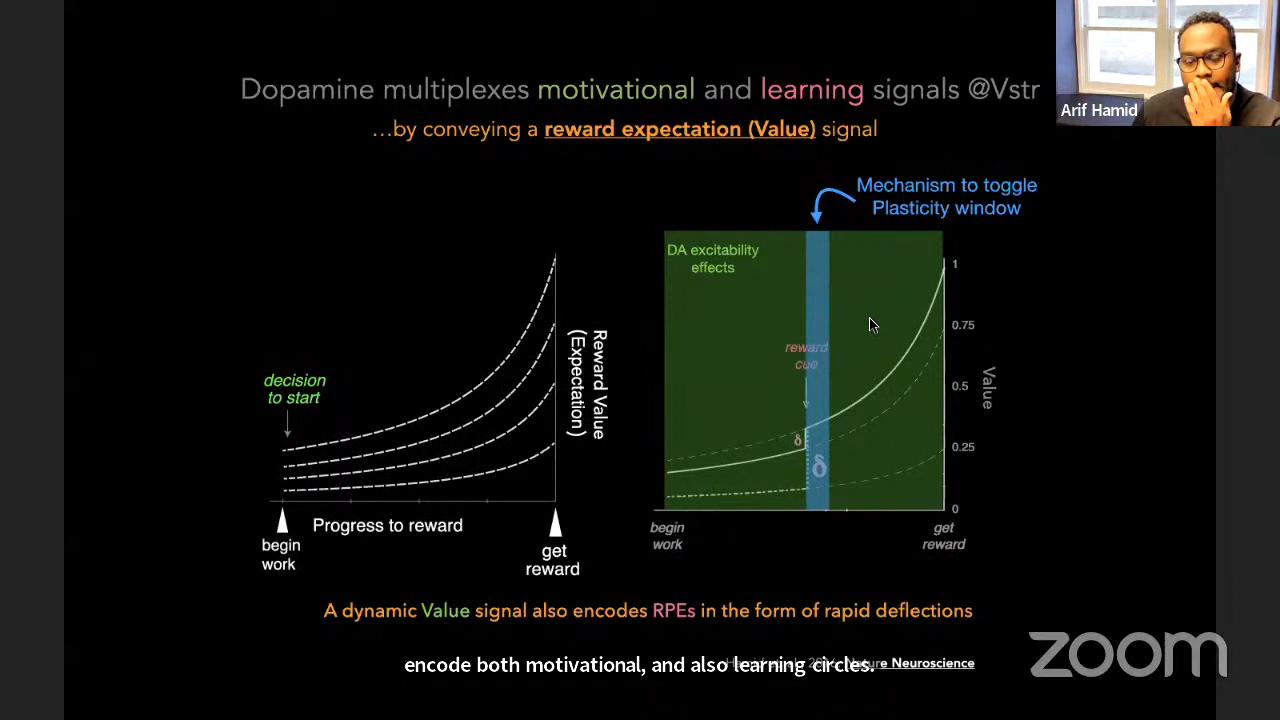 Dopamine multiplexes motivational and learning signals @Vstr
…by conveying a reward expectation (Value) signal
Arif Hamid
Mechanism to toggle
Plasticity window
DA excitability
effects
1
0.75
0.5
0.25
0
Value
reward
cue
δ
δ
decision
to start
Reward Value
(Expectation)
Progress to reward
begin
work
get
reward
begin
work
get
reward
A dynamic Value signal also encodes RPEs in the form of rapid deflections
encode both motivational, and also learning circles.
Nature Neuroscience
zoom